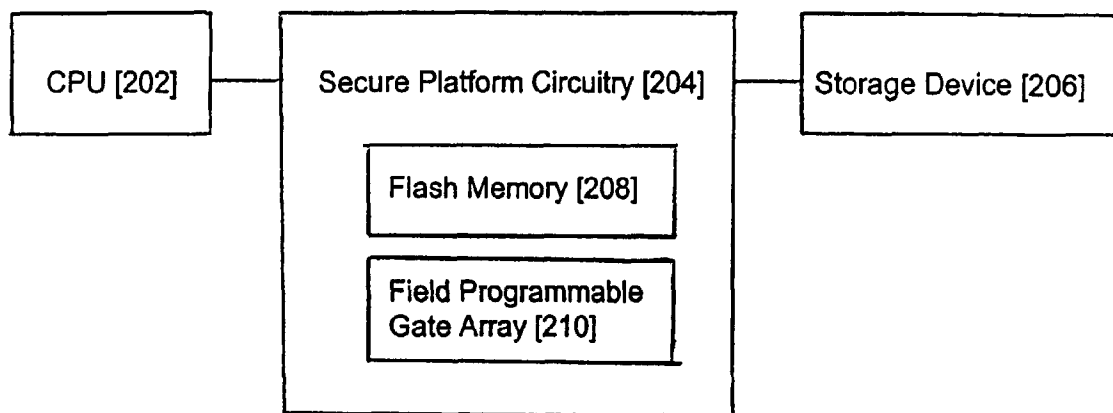 CPU [202]
Secure Platform Circuitry [204]
Storage Device [206]
Flash Memory [208]
Field Programmable
Gate Array [210]